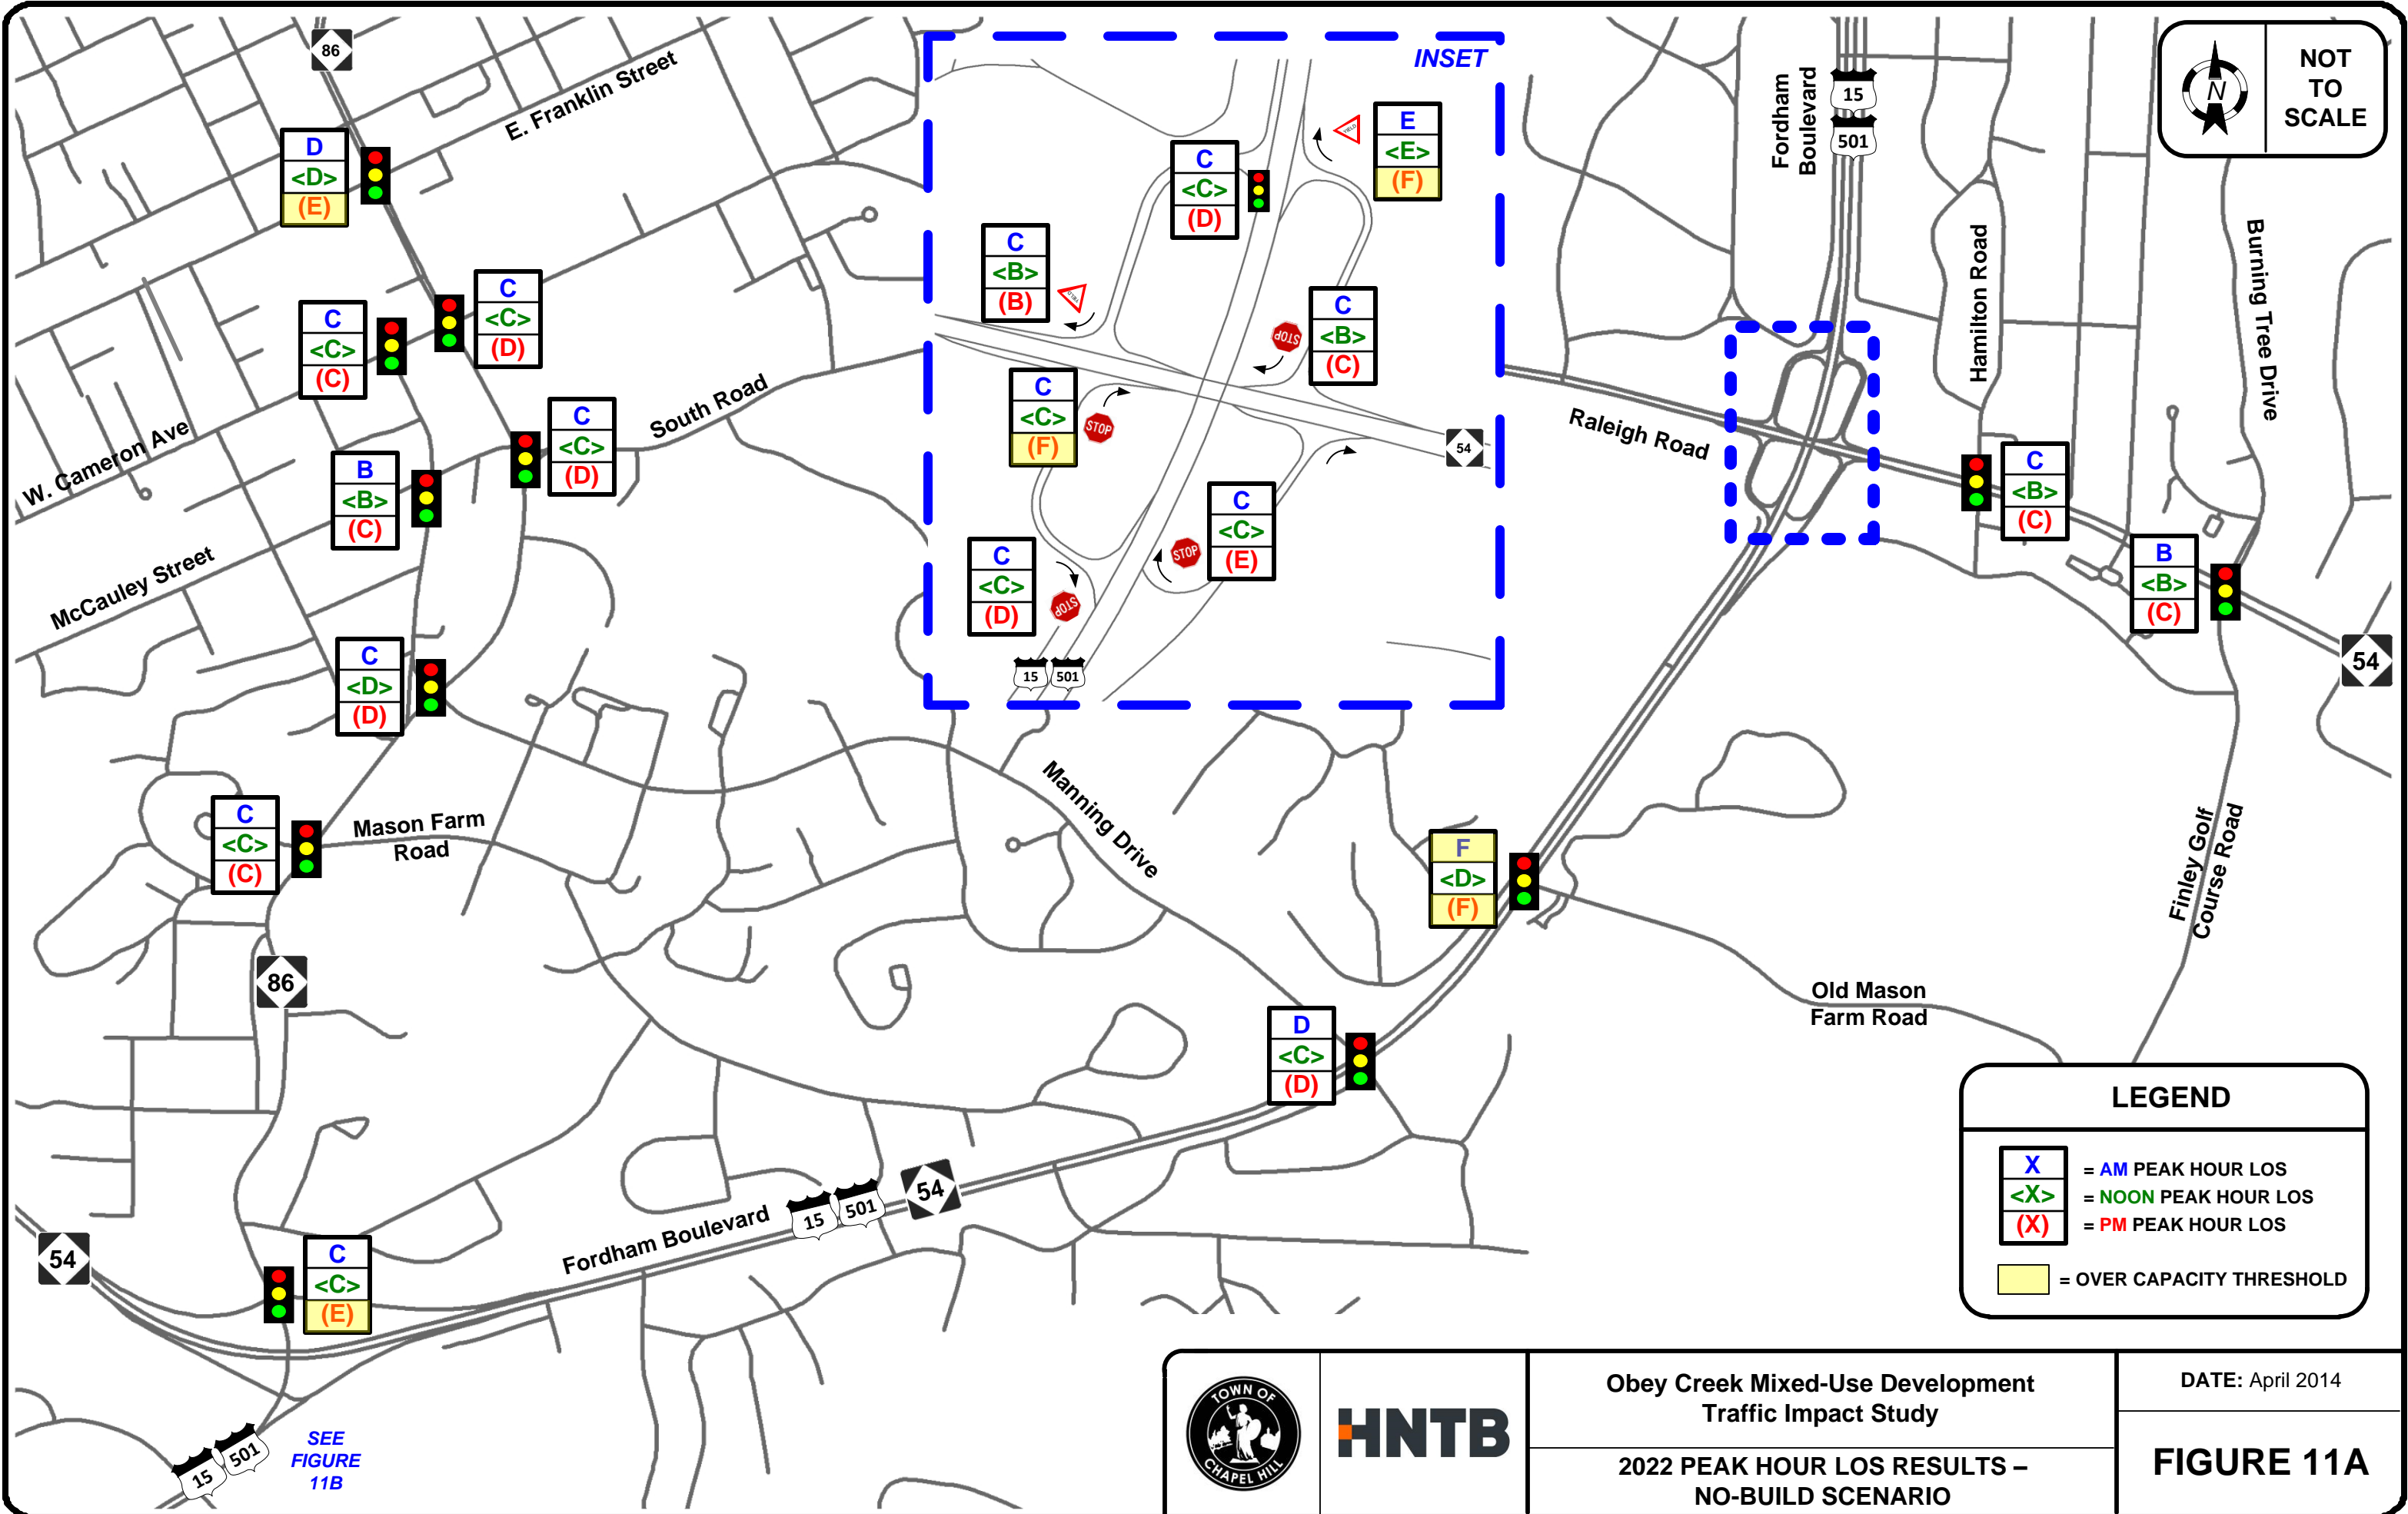 86
E. Franklin Street
D
<D>
(E)
C
<C>
(D)
C
<C>
(C)
W. Cameron Ave
South Road
C
<C>
(D)
B
<B>
(C)
McCauley Street
C
<D>
(D)
C
<C>
(C)
Mason Farm
Road
86
54
C
<C>
(E)
15
501
SEE
FIGURE
11B
Fordham Boulevard
15
501
54
Manning Drive
INSET
E
<E>
(F)
YIELD
C
<C>
(D)
C
<B>
(B)
YIELD
C
<B>
(C)
STOP
C
<C>
(F)
STOP
54
C
<C>
(E)
STOP
C
<C>
(D)
STOP
15
501
Fordham
Boulevard
15
501
Hamilton Road
Burning Tree Drive
Raleigh Road
C
<B>
(C)
B
<B>
(C)
54
F
<D>
(F)
D
<C>
(D)
Old Mason
Farm Road
Finley Golf
Course Road
N
NOT
TO
SCALE
LEGEND
X = AM PEAK HOUR LOS
<X> = NOON PEAK HOUR LOS
(X) = PM PEAK HOUR LOS
= OVER CAPACITY THRESHOLD
TOWN OF
CHAPEL HILL
HNTB
Obey Creek Mixed-Use Development
Traffic Impact Study
2022 PEAK HOUR LOS RESULTS –
NO-BUILD SCENARIO
DATE: April 2014
FIGURE 11A